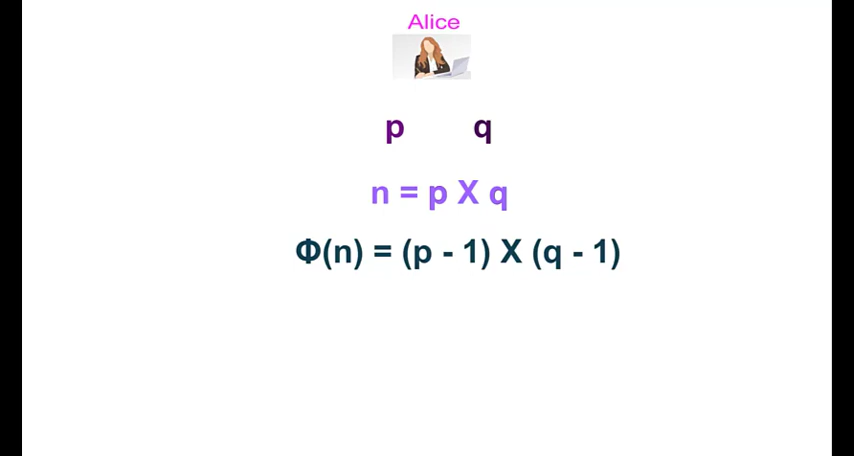 Alice
p q
n = p X q
Φ(n) = (p - 1) X (q - 1)